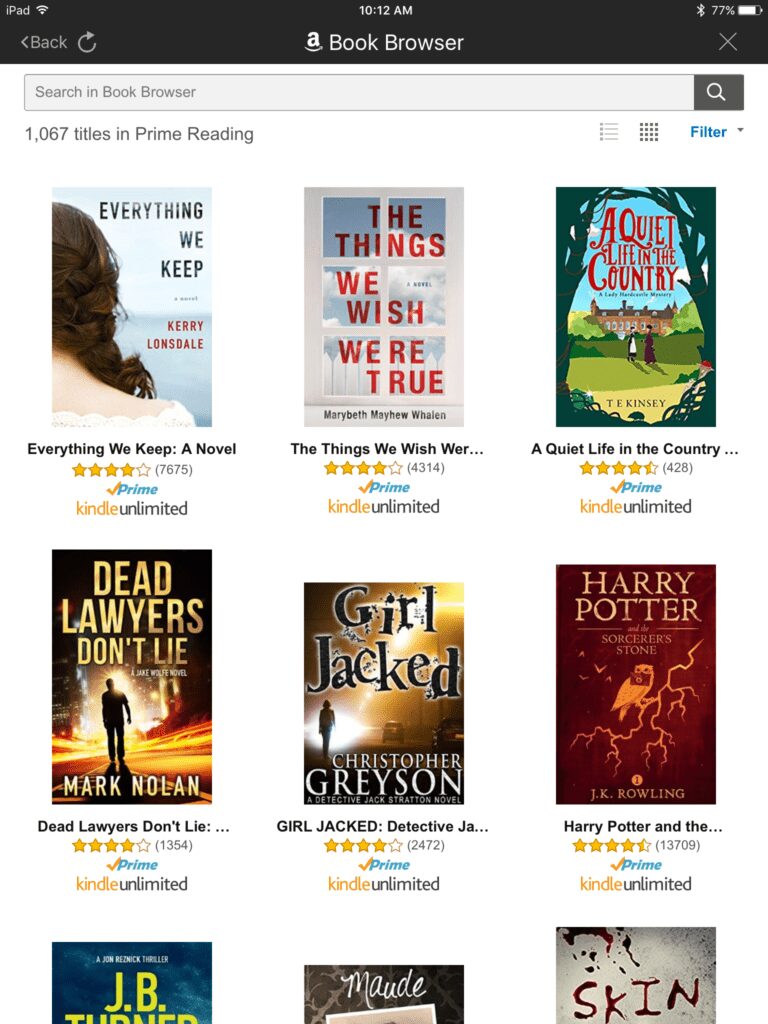 iPad 10:12 AM 77%
Back a Book Browser
Search in Book Browser
1,067 titles in Prime Reading Filter
EVERYTHING
WE
KEEP
a novel
KERRY
LONSDALE
THE
THINGS
WE
A NOVEL
WISH
WERE
TRUE
Marybeth Mayhew Whalen
A QUIET
LIFE IN THE
COUNTRY
A Lady Hardcastle Mystery
T E KINSEY
Everything We Keep: A Novel
(7675)
Prime
kindleunlimited
The Things We Wish Wer…
(4314)
Prime
kindleunlimited
A Quiet Life in the Country …
(428)
Prime
kindleunlimited
DEAD
LAWYERS
DON'T LIE
A JAKE WOLFE NOVEL
MARK NOLAN
Girl
Jacked
CHRISTOPHER
GREYSON
A DETECTIVE JACK STRATTON NOVEL
HARRY
POTTER
and the
SORCERER'S
STONE
1
J.K. ROWLING
Dead Lawyers Don't Lie: …
(1354)
Prime
kindleunlimited
GIRL JACKED: Detective Ja…
(2472)
Prime
kindleunlimited
Harry Potter and the…
(13709)
Prime
kindleunlimited
A JON REZNICK THRILLER
J.B.
TURNER
Maude
SKIN